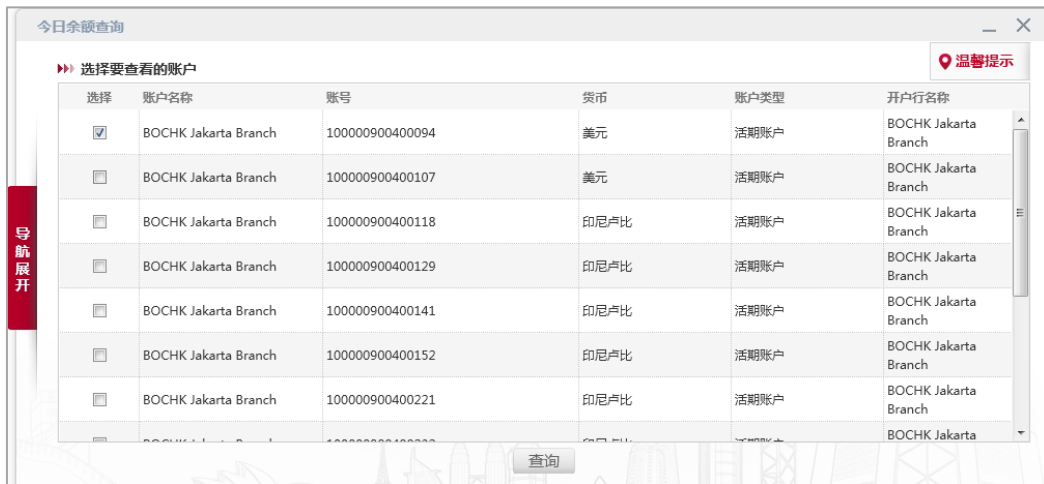 今日余额查询
温馨提示
选择要查看的账户
选择 账户名称 账号 货币 账户类型 开户行名称
BOCHK Jakarta Branch 100000900400094 美元 活期账户 BOCHK Jakarta Branch
BOCHK Jakarta Branch 100000900400107 美元 活期账户 BOCHK Jakarta Branch
BOCHK Jakarta Branch 100000900400118 印尼卢比 活期账户 BOCHK Jakarta Branch
BOCHK Jakarta Branch 100000900400129 印尼卢比 活期账户 BOCHK Jakarta Branch
BOCHK Jakarta Branch 100000900400141 印尼卢比 活期账户 BOCHK Jakarta Branch
BOCHK Jakarta Branch 100000900400152 印尼卢比 活期账户 BOCHK Jakarta Branch
BOCHK Jakarta Branch 100000900400221 印尼卢比 活期账户 BOCHK Jakarta Branch
BOCHK Jakarta
导航展开
查询